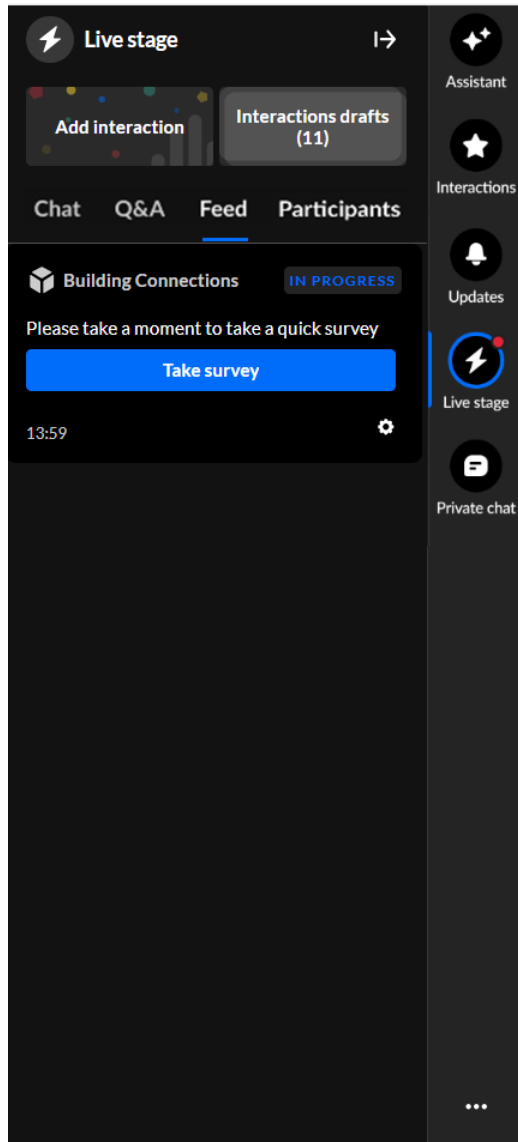 Live stage
Add interaction
Interactions drafts
(11)
Chat
Q&A
Feed
Participants
Building Connections
IN PROGRESS
Please take a moment to take a quick survey
Take survey
13:59
Assistant
Interactions
Updates
Live stage
Private chat